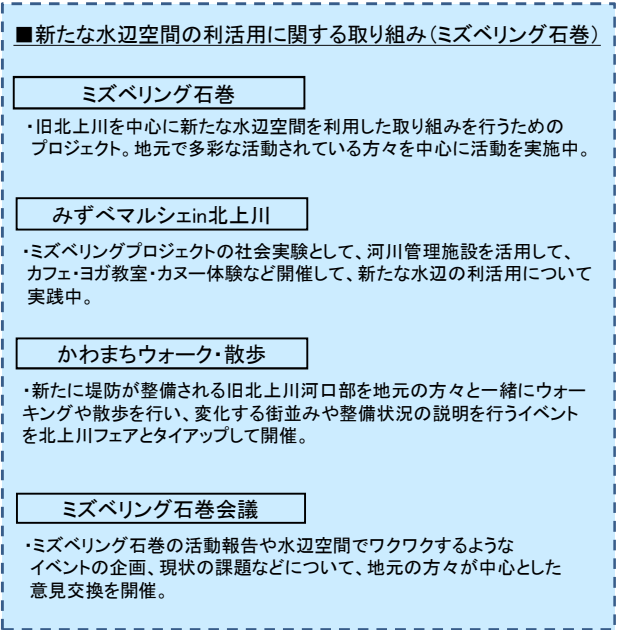 ■新たな水辺空間の利活用に関する取り組み(ミズベリング石巻)
ミズベリング石巻
・旧北上川を中心に新たな水辺空間を利用した取り組みを行うための
プロジェクト。地元で多彩な活動されている方々を中心に活動を実施中。
みずベマルシェin北上川
・ミズベリングプロジェクトの社会実験として、河川管理施設を活用して、
カフェ・ヨガ教室・カヌー体験など開催して、新たな水辺の利活用について
実践中。
かわまちウォーク・散歩
・新たに堤防が整備される旧北上川河口部を地元の方々と一緒にウォー
キングや散歩を行い、変化する街並みや整備状況の説明を行うイベント
を北上川フェアとタイアップして開催。
ミズベリング石巻会議
・ミズベリング石巻の活動報告や水辺空間でワクワクするような
イベントの企画、現状の課題などについて、地元の方々が中心とした
意見交換を開催。